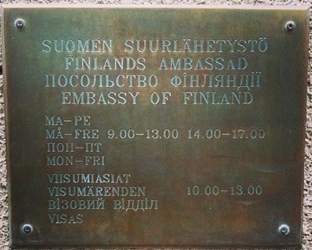 SUOMEN SUURLÄHETYSTÖ
FINLANDS AMBASSAD
ПОСОЛЬСТВО ФІНЛЯНДІЇ
EMBASSY OF FINLAND
MA-PE
MÅ-FRE 9.00-13.00 14.00-17.00
ПОН-ПТ
MON-FRI
VIISUMIASIAT
VISUMÄRENDEN 10.00-13.00
ВІЗОВИЙ ВІДДІЛ
VISAS